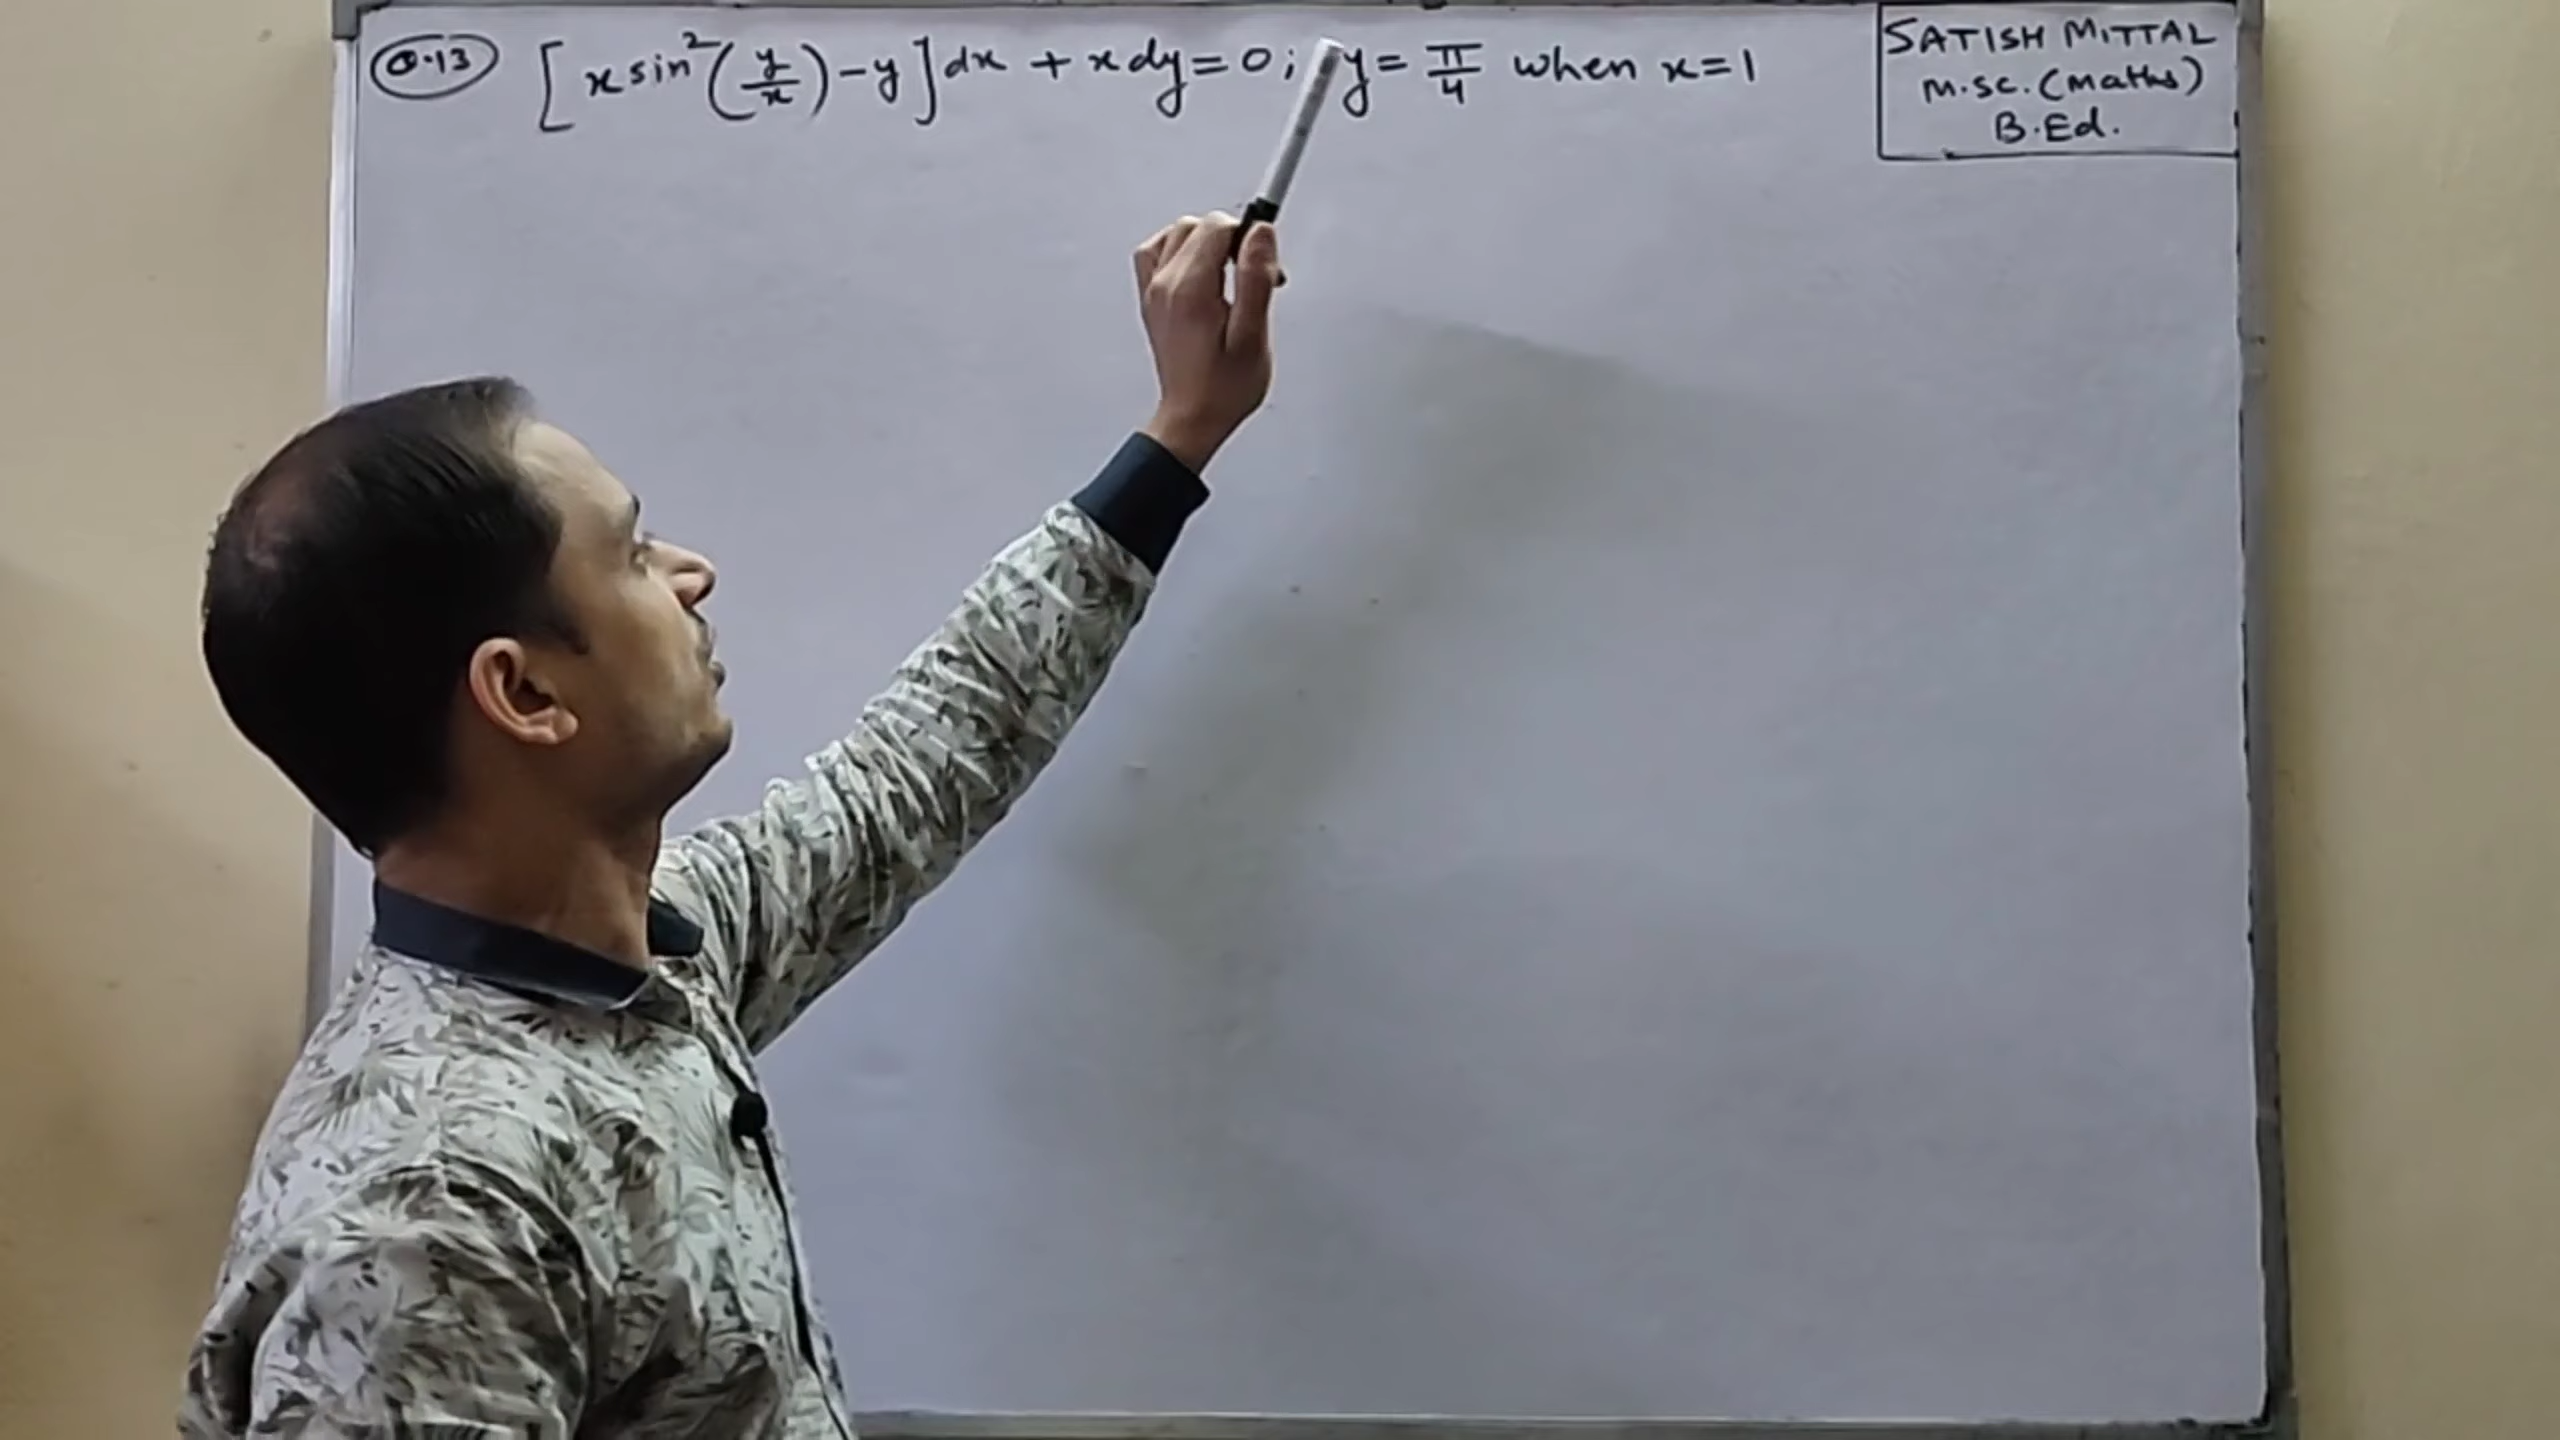 Q.13 [x sin²(y/x) - y] dx + x dy = 0; y = π/4 when x = 1
SATISH MITTAL
M.SC. (Maths)
B.Ed.